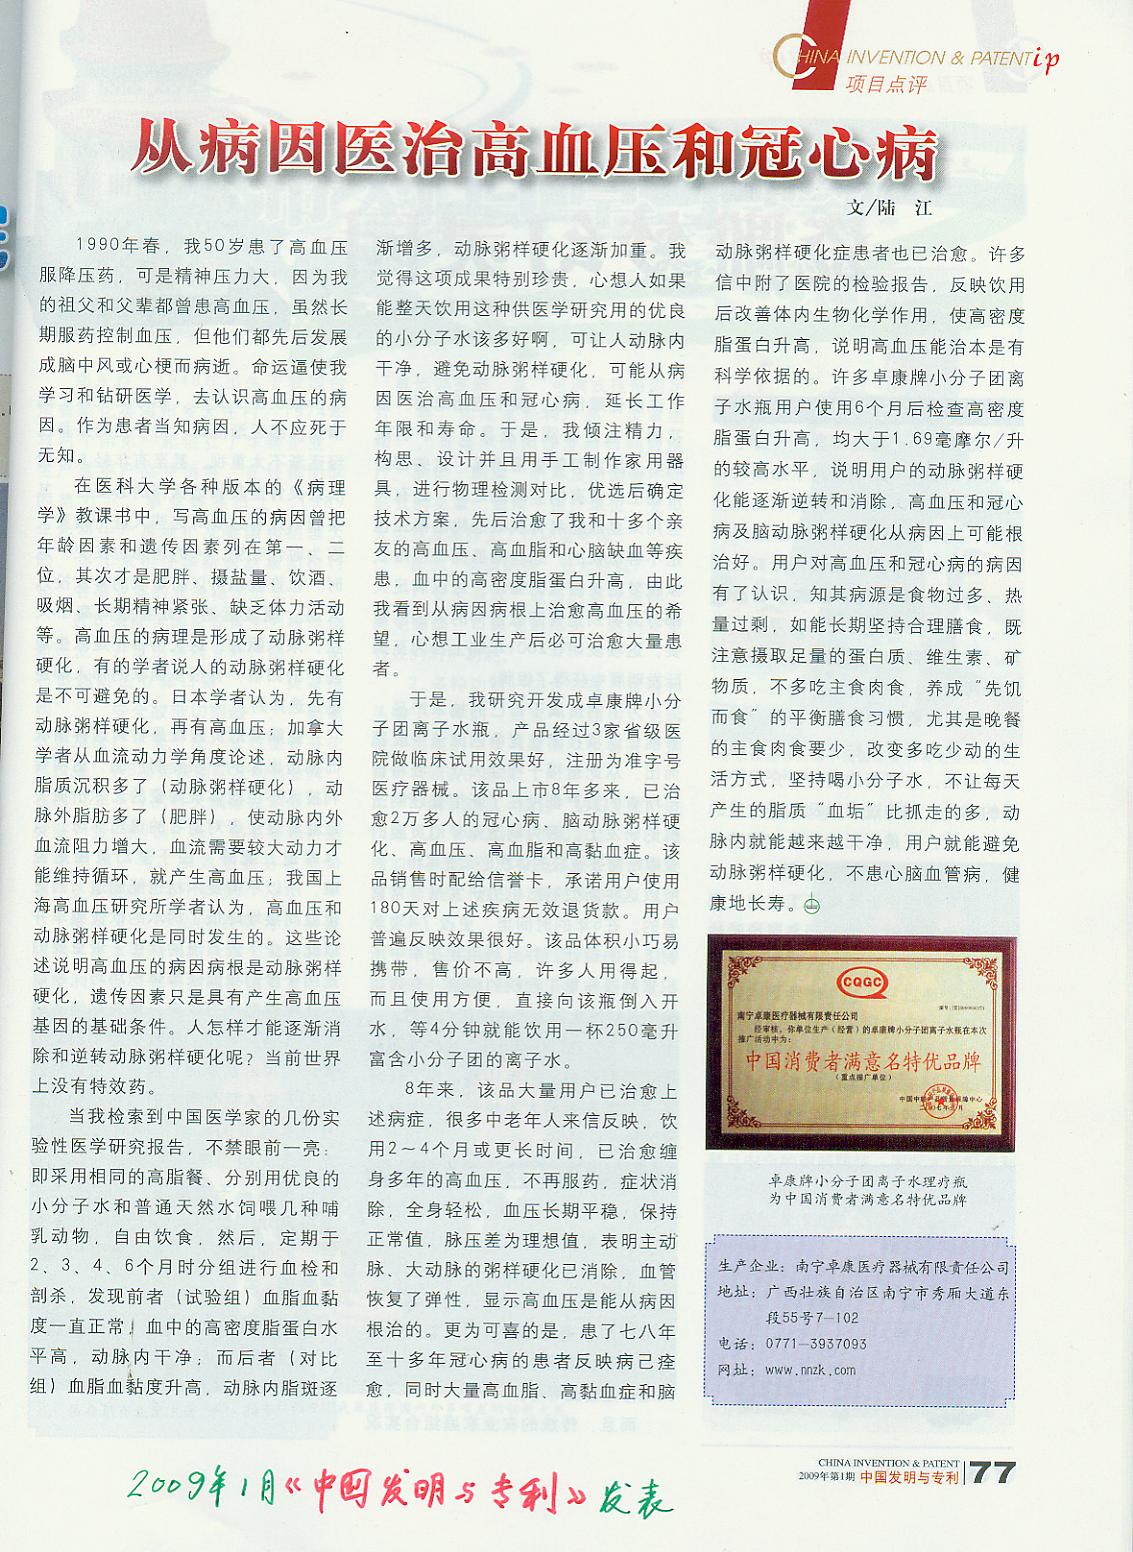 CHINA INVENTION & PATENT ip
项目点评
从病因医治高血压和冠心病
文/陆 江
1990年春，我50岁患了高血压
服降压药，可是精神压力大，因为我
的祖父和父辈都曾患高血压，虽然长
期服药控制血压，但他们都先后发展
成脑中风或心梗而病逝。命运逼使我
学习和钻研医学，去认识高血压的病
因。作为患者当知病因，人不应死于
无知。
在医科大学各种版本的《病理
学》教课书中，写高血压的病因曾把
年龄因素和遗传因素列在第一、二
位，其次才是肥胖、摄盐量、饮酒、
吸烟、长期精神紧张、缺乏体力活动
等。高血压的病理是形成了动脉粥样
硬化，有的学者说人的动脉粥样硬化
是不可避免的。日本学者认为，先有
动脉粥样硬化，再有高血压；加拿大
学者从血流动力学角度论述，动脉内
脂质沉积多了（动脉粥样硬化），动
脉外脂肪多了（肥胖），使动脉内外
血流阻力增大，血流需要较大动力才
能维持循环，就产生高血压；我国上
海高血压研究所学者认为，高血压和
动脉粥样硬化是同时发生的。这些论
述说明高血压的病因病根是动脉粥样
硬化，遗传因素只是具有产生高血压
基因的基础条件。人怎样才能逐渐消
除和逆转动脉粥样硬化呢？当前世界
上没有特效药。
当我检索到中国医学家的几份实
验性医学研究报告，不禁眼前一亮：
即采用相同的高脂餐、分别用优良的
小分子水和普通天然水饲喂几种哺
乳动物，自由饮食，然后，定期于
2、3、4、6个月时分组进行血检和
剖杀，发现前者（试验组）血脂血黏
度一直正常，血中的高密度脂蛋白水
平高，动脉内干净；而后者（对比
组）血脂血黏度升高，动脉内脂斑逐
渐增多，动脉粥样硬化逐渐加重。我
觉得这项成果特别珍贵，心想人如果
能整天饮用这种供医学研究用的优良
的小分子水该多好啊，可让人动脉内
干净，避免动脉粥样硬化，可能从病
因医治高血压和冠心病，延长工作
年限和寿命。于是，我倾注精力，
构思、设计并且用手工制作家用器
具，进行物理检测对比，优选后确定
技术方案，先后治愈了我和十多个亲
友的高血压、高血脂和心脑缺血等疾
患，血中的高密度脂蛋白升高，由此
我看到从病因病根上治愈高血压的希
望，心想工业生产后必可治愈大量患
者。
于是，我研究开发成卓康牌小分
子团离子水瓶，产品经过3家省级医
院做临床试用效果好，注册为准字号
医疗器械。该品上市8年多来，已治
愈2万多人的冠心病、脑动脉粥样硬
化、高血压、高血脂和高黏血症。该
品销售时配给信誉卡，承诺用户使用
180天对上述疾病无效退货款。用户
普遍反映效果很好。该品体积小巧易
携带，售价不高，许多人用得起，
而且使用方便，直接向该瓶倒入开
水，等4分钟就能饮用一杯250毫升
富含小分子团的离子水。
8年来，该品大量用户已治愈上
述病症，很多中老年人来信反映，饮
用2～4个月或更长时间，已治愈缠
身多年的高血压，不再服药，症状消
除，全身轻松，血压长期平稳，保持
正常值，脉压差为理想值，表明主动
脉、大动脉的粥样硬化已消除，血管
恢复了弹性，显示高血压是能从病因
根治的。更为可喜的是，患了七八年
至十多年冠心病的患者反映病已痊
愈，同时大量高血脂、高黏血症和脑
动脉粥样硬化症患者也已治愈。许多
信中附了医院的检验报告，反映饮用
后改善体内生物化学作用，使高密度
脂蛋白升高，说明高血压能治本是有
科学依据的。许多卓康牌小分子团离
子水瓶用户使用6个月后检查高密度
脂蛋白升高，均大于1.69毫摩尔/升
的较高水平，说明用户的动脉粥样硬
化能逐渐逆转和消除，高血压和冠心
病及脑动脉粥样硬化从病因上可能根
治好。用户对高血压和冠心病的病因
有了认识，知其病源是食物过多、热
量过剩，如能长期坚持合理膳食，既
注意摄取足量的蛋白质、维生素、矿
物质，不多吃主食肉食，养成“先饥
而食”的平衡膳食习惯，尤其是晚餐
的主食肉食要少，改变多吃少动的生
活方式，坚持喝小分子水，不让每天
产生的脂质“血垢”比抓走的多，动
脉内就能越来越干净，用户就能避免
动脉粥样硬化，不患心脑血管病，健
康地长寿。
CQGC
南宁卓康医疗器械有限责任公司
经审核，你单位生产（经营）的卓康牌小分子团离子水瓶在本次
推广活动中为：
中国消费者满意名特优品牌
（重点推广单位）
卓康牌小分子团离子水理疗瓶
为中国消费者满意名特优品牌
生产企业：南宁卓康医疗器械有限责任公司
地址：广西壮族自治区南宁市秀厢大道东
段55号7-102
电话：0771-3937093
网址：www.nnzk.com
CHINA INVENTION & PATENT
2009年第1期 中国发明与专利 77
2009年1月《中国发明与专利》发表